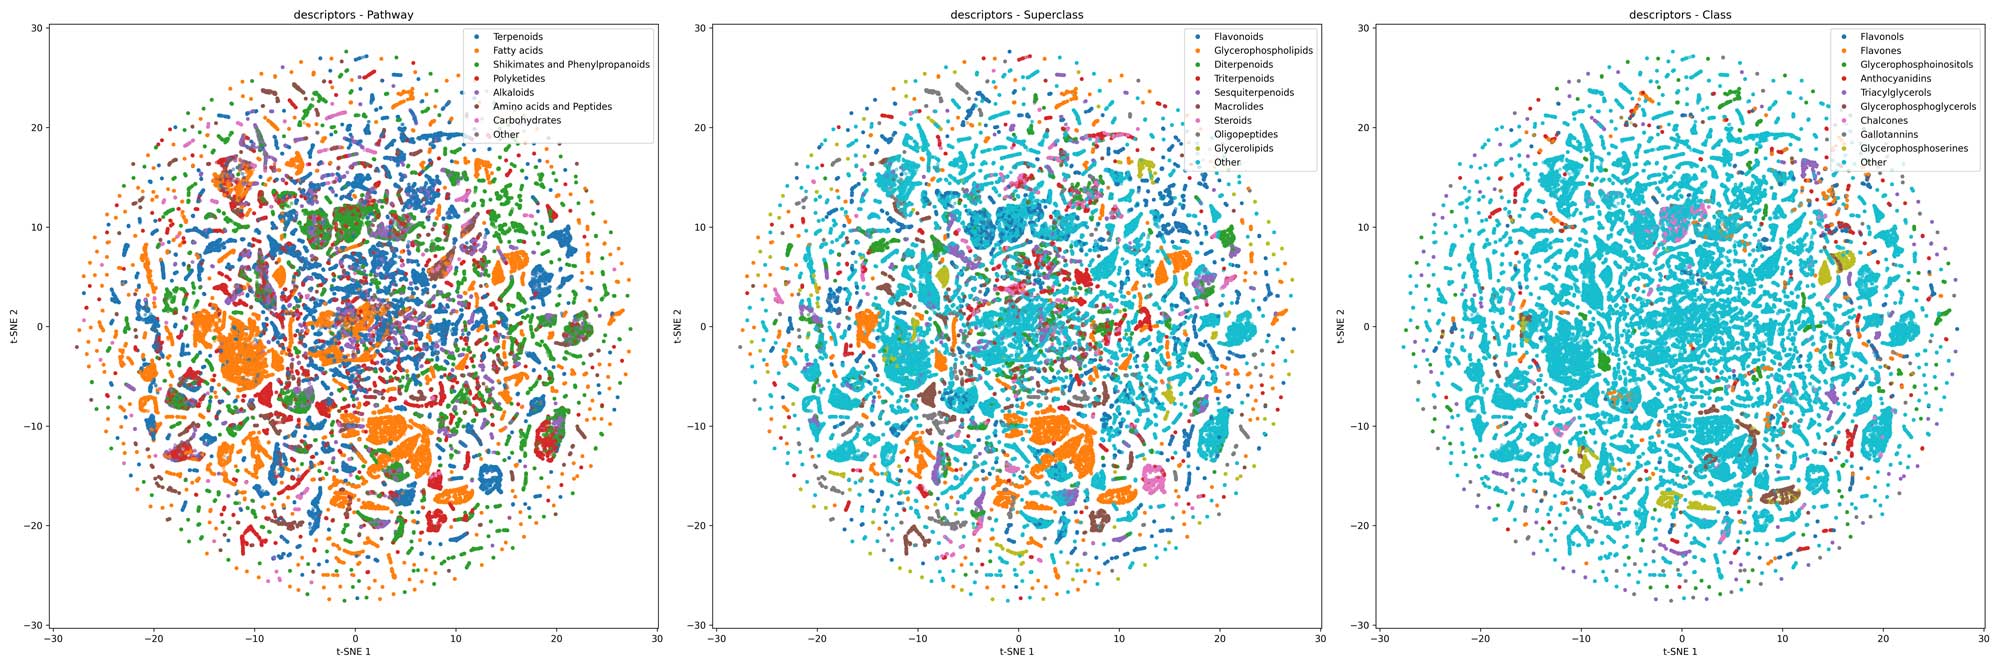 descriptors - Pathway
Terpenoids
Fatty acids
Shikimates and Phenylpropanoids
Polyketides
Alkaloids
Amino acids and Peptides
Carbohydrates
Other
30
20
10
0
−10
−20
−30
t-SNE 2
−30 −20 −10 0 10 20 30
t-SNE 1
descriptors - Superclass
Flavonoids
Glycerophospholipids
Diterpenoids
Triterpenoids
Sesquiterpenoids
Macrolides
Steroids
Oligopeptides
Glycerolipids
Other
30
20
10
0
−10
−20
−30
t-SNE 2
−30 −20 −10 0 10 20 30
t-SNE 1
descriptors - Class
Flavonols
Flavones
Glycerophosphoinositols
Anthocyanidins
Triacylglycerols
Glycerophosphoglycerols
Chalcones
Gallotannins
Glycerophosphoserines
Other
30
20
10
0
−10
−20
−30
t-SNE 2
−30 −20 −10 0 10 20 30
t-SNE 1